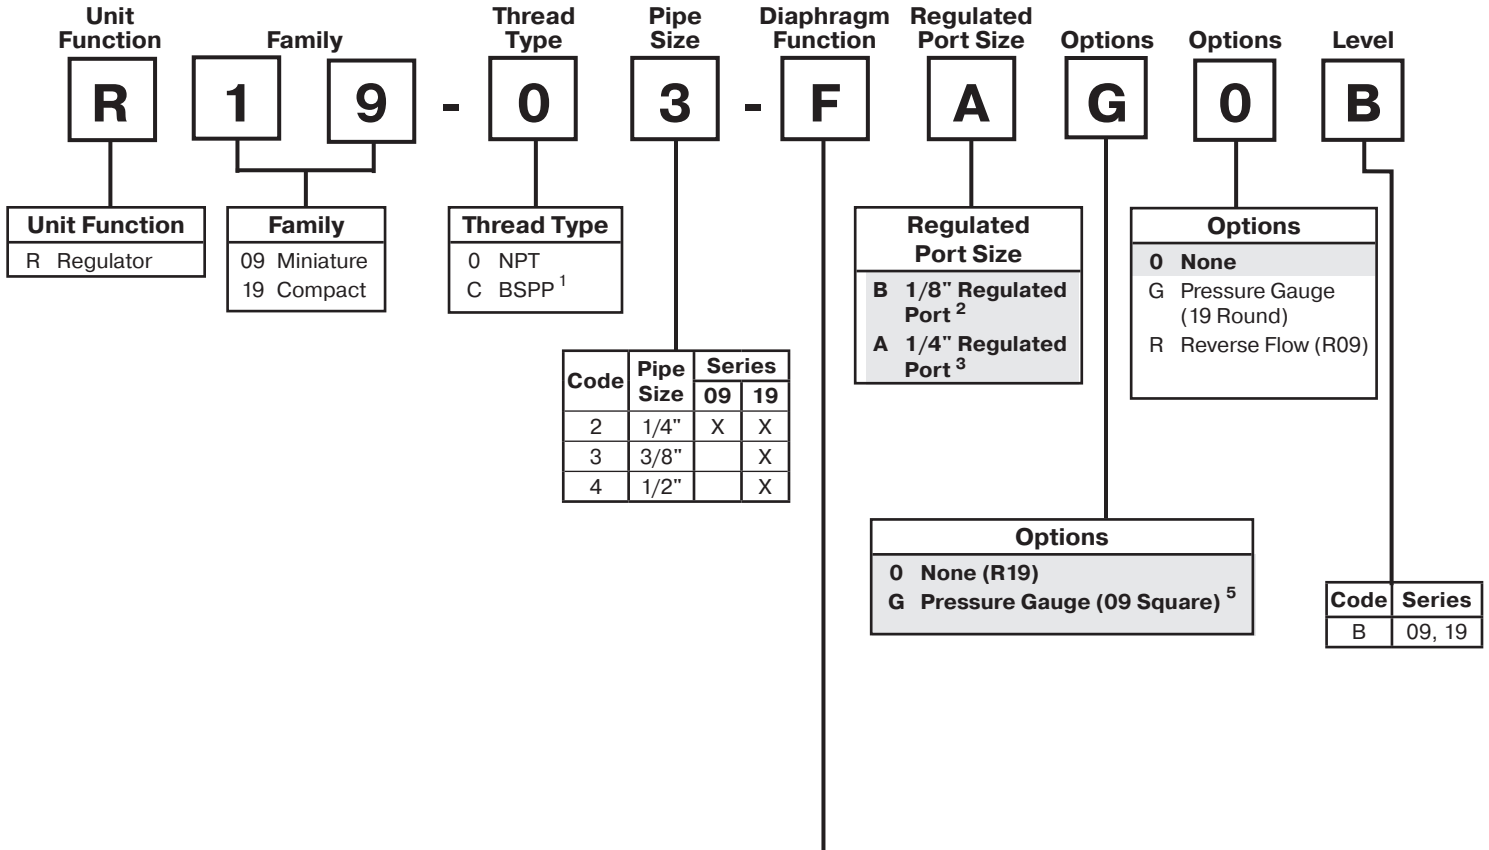 Unit Function
Family
Thread Type
Pipe Size
Diaphragm Function
Regulated Port Size
Options
Options
Level
R 1 9 - 0 3 - F A G 0 B
Unit Function
R Regulator
Family
09 Miniature
19 Compact
Thread Type
0 NPT
C BSPP 1
Code Pipe Size Series
09 19
2 1/4" X X
3 3/8" X
4 1/2" X
Regulated
Port Size
B 1/8" Regulated
Port 2
A 1/4" Regulated
Port 3
Options
0 None
G Pressure Gauge
(19 Round)
R Reverse Flow (R09)
Options
0 None (R19)
G Pressure Gauge (09 Square) 5
Code Series
B 09, 19